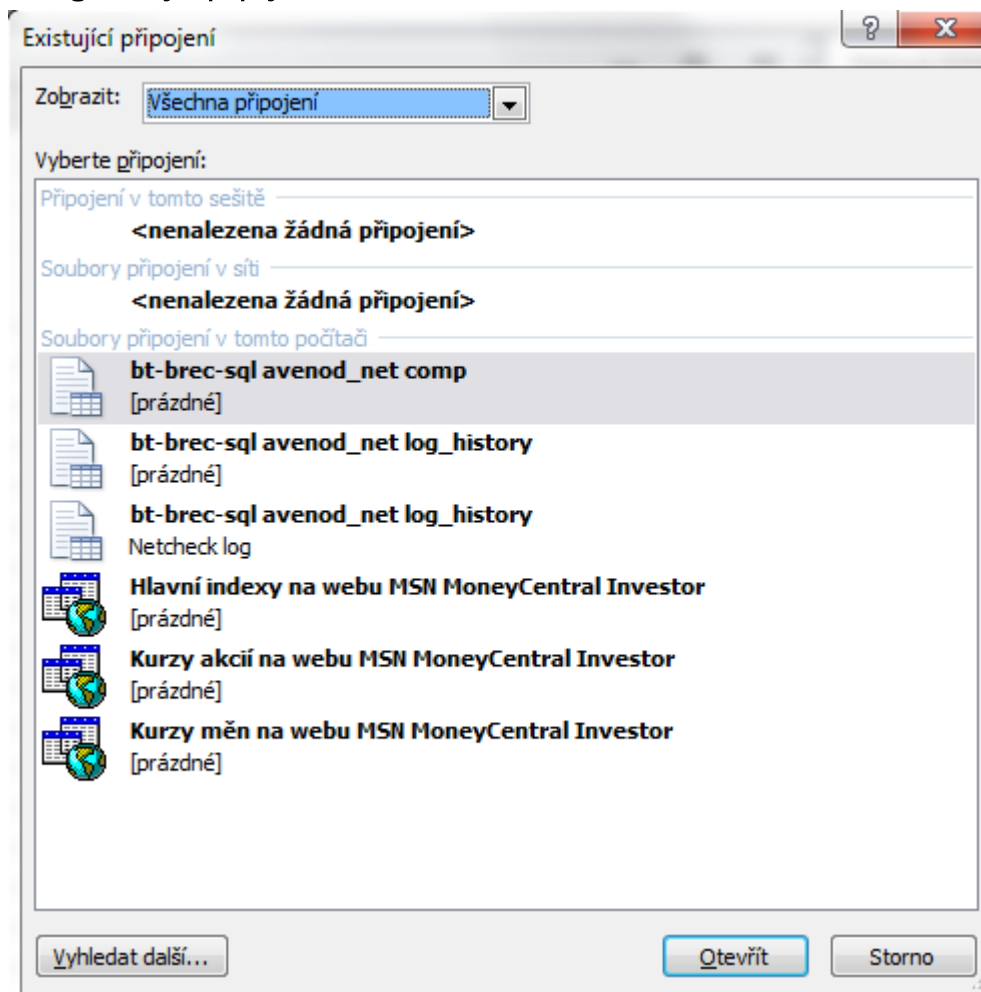 Existující připojení
Zobrazit: Všechna připojení
Vyberte připojení:
Připojení v tomto sešitě
<nenalezena žádná připojení>
Soubory připojení v síti
<nenalezena žádná připojení>
Soubory připojení v tomto počítači
bt-brec-sql avenod_net comp
[prázdné]
bt-brec-sql avenod_net log_history
[prázdné]
bt-brec-sql avenod_net log_history
Netcheck log
Hlavní indexy na webu MSN MoneyCentral Investor
[prázdné]
Kurzy akcií na webu MSN MoneyCentral Investor
[prázdné]
Kurzy měn na webu MSN MoneyCentral Investor
[prázdné]
Vyhledat další... Otevřít Storno